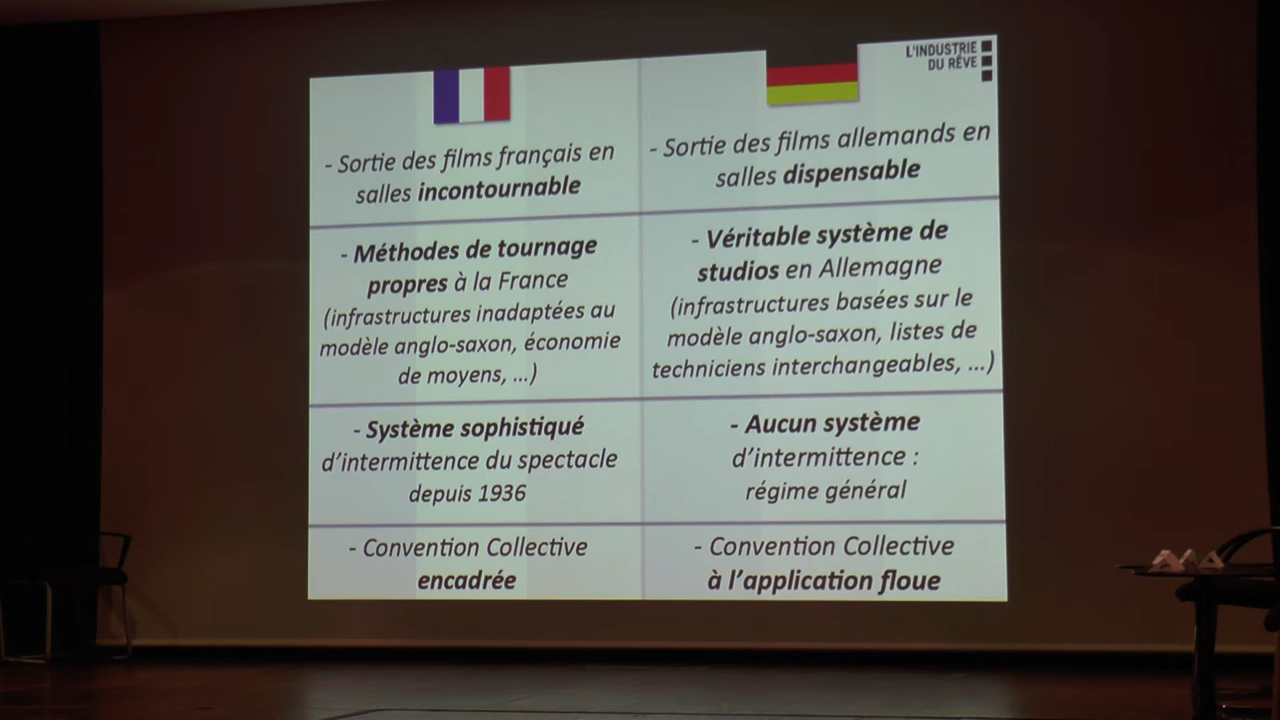 L'INDUSTRIE
DU RÊVE
- Sortie des films français en
salles incontournable
- Sortie des films allemands en
salles dispensable
- Méthodes de tournage
propres à la France
(infrastructures inadaptées au
modèle anglo-saxon, économie
de moyens, ...)
- Véritable système de
studios en Allemagne
(infrastructures basées sur le
modèle anglo-saxon, listes de
techniciens interchangeables, ...)
- Système sophistiqué
d'intermittence du spectacle
depuis 1936
- Aucun système
d'intermittence :
régime général
- Convention Collective
encadrée
- Convention Collective
à l'application floue